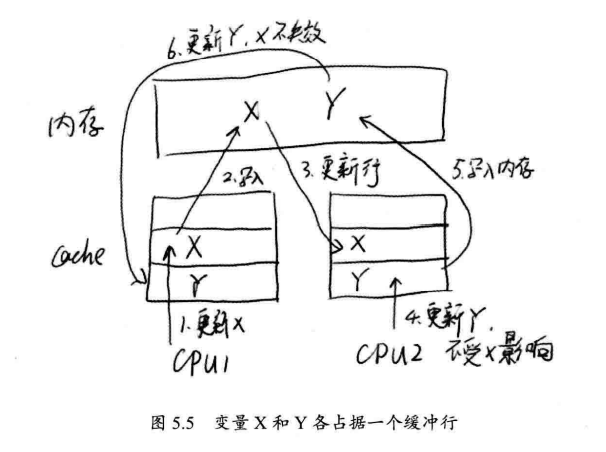 6.更新Y,X不失效
X Y
内存
2.写入
3.更新行
5.写入内存
Cache
X
Y
X
Y
1.更新X
CPU1
4.更新Y,
不受X影响
CPU2
图 5.5 变量 X 和 Y 各占据一个缓冲行